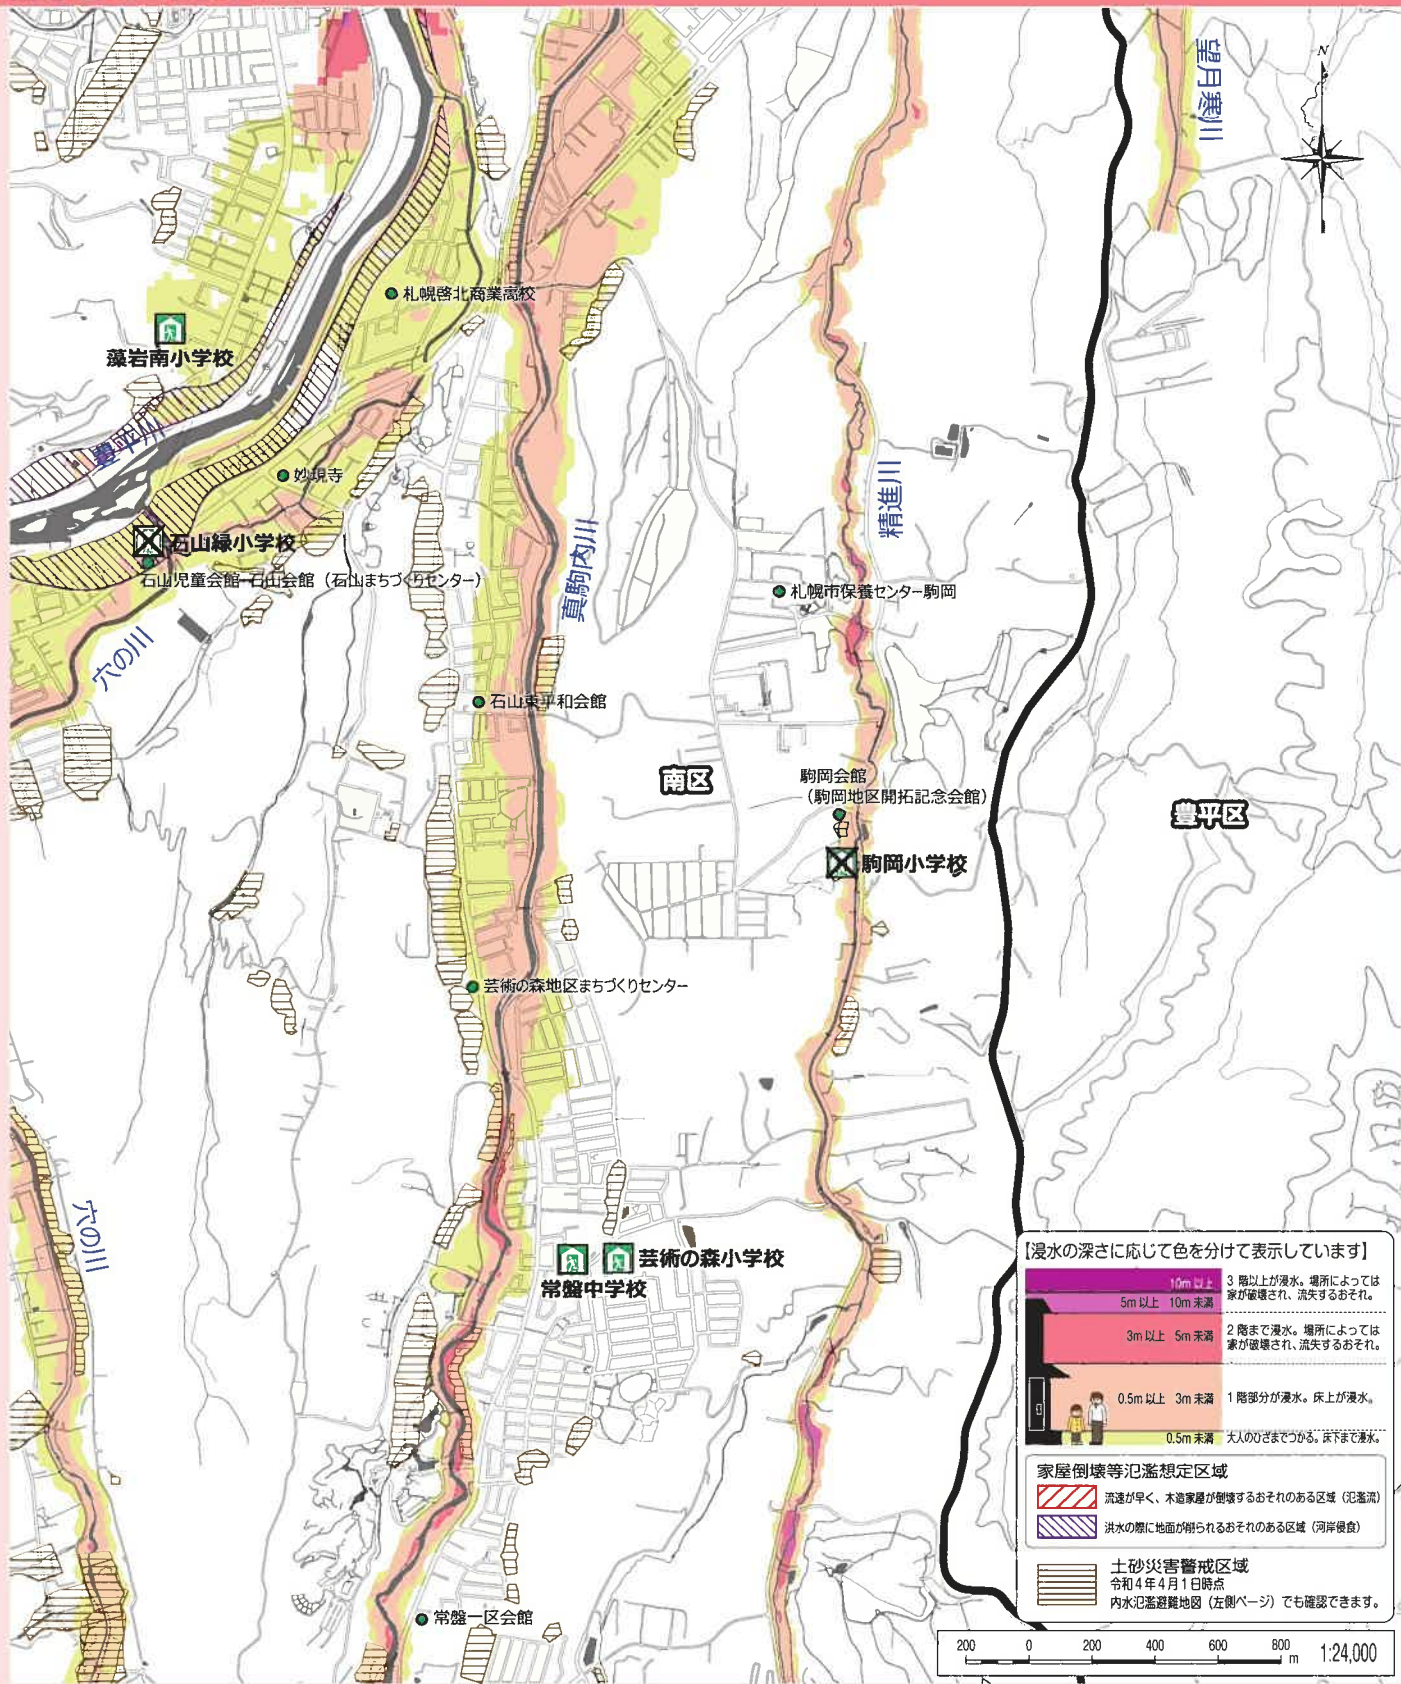 望月寒川
N
札幌啓北商業高校
藻岩南小学校
豊平川
妙現寺
石山緑小学校
石山児童会館・石山会館（石山まちづくりセンター）
穴の川
真駒内川
精進川
札幌市保養センター駒岡
石山東平和会館
南区
駒岡会館
（駒岡地区開拓記念会館）
豊平区
駒岡小学校
芸術の森地区まちづくりセンター
穴の川
芸術の森小学校
常盤中学校
常盤一区会館
【浸水の深さに応じて色を分けて表示しています】
10m 以上
3 階以上が浸水。場所によっては
家が破壊され、流失するおそれ。
5m 以上 10m 未満
3m 以上 5m 未満
2 階まで浸水。場所によっては
家が破壊され、流失するおそれ。
0.5m 以上 3m 未満
1 階部分が浸水。床上が浸水。
0.5m 未満
大人のひざまでつかる。床下まで浸水。
家屋倒壊等氾濫想定区域
流速が早く、木造家屋が倒壊するおそれのある区域（氾濫流）
洪水の際に地面が削られるおそれのある区域（河岸侵食）
土砂災害警戒区域
令和４年４月１日時点
内水氾濫避難地図（左側ページ）でも確認できます。
200 0 200 400 600 800 m
1:24,000